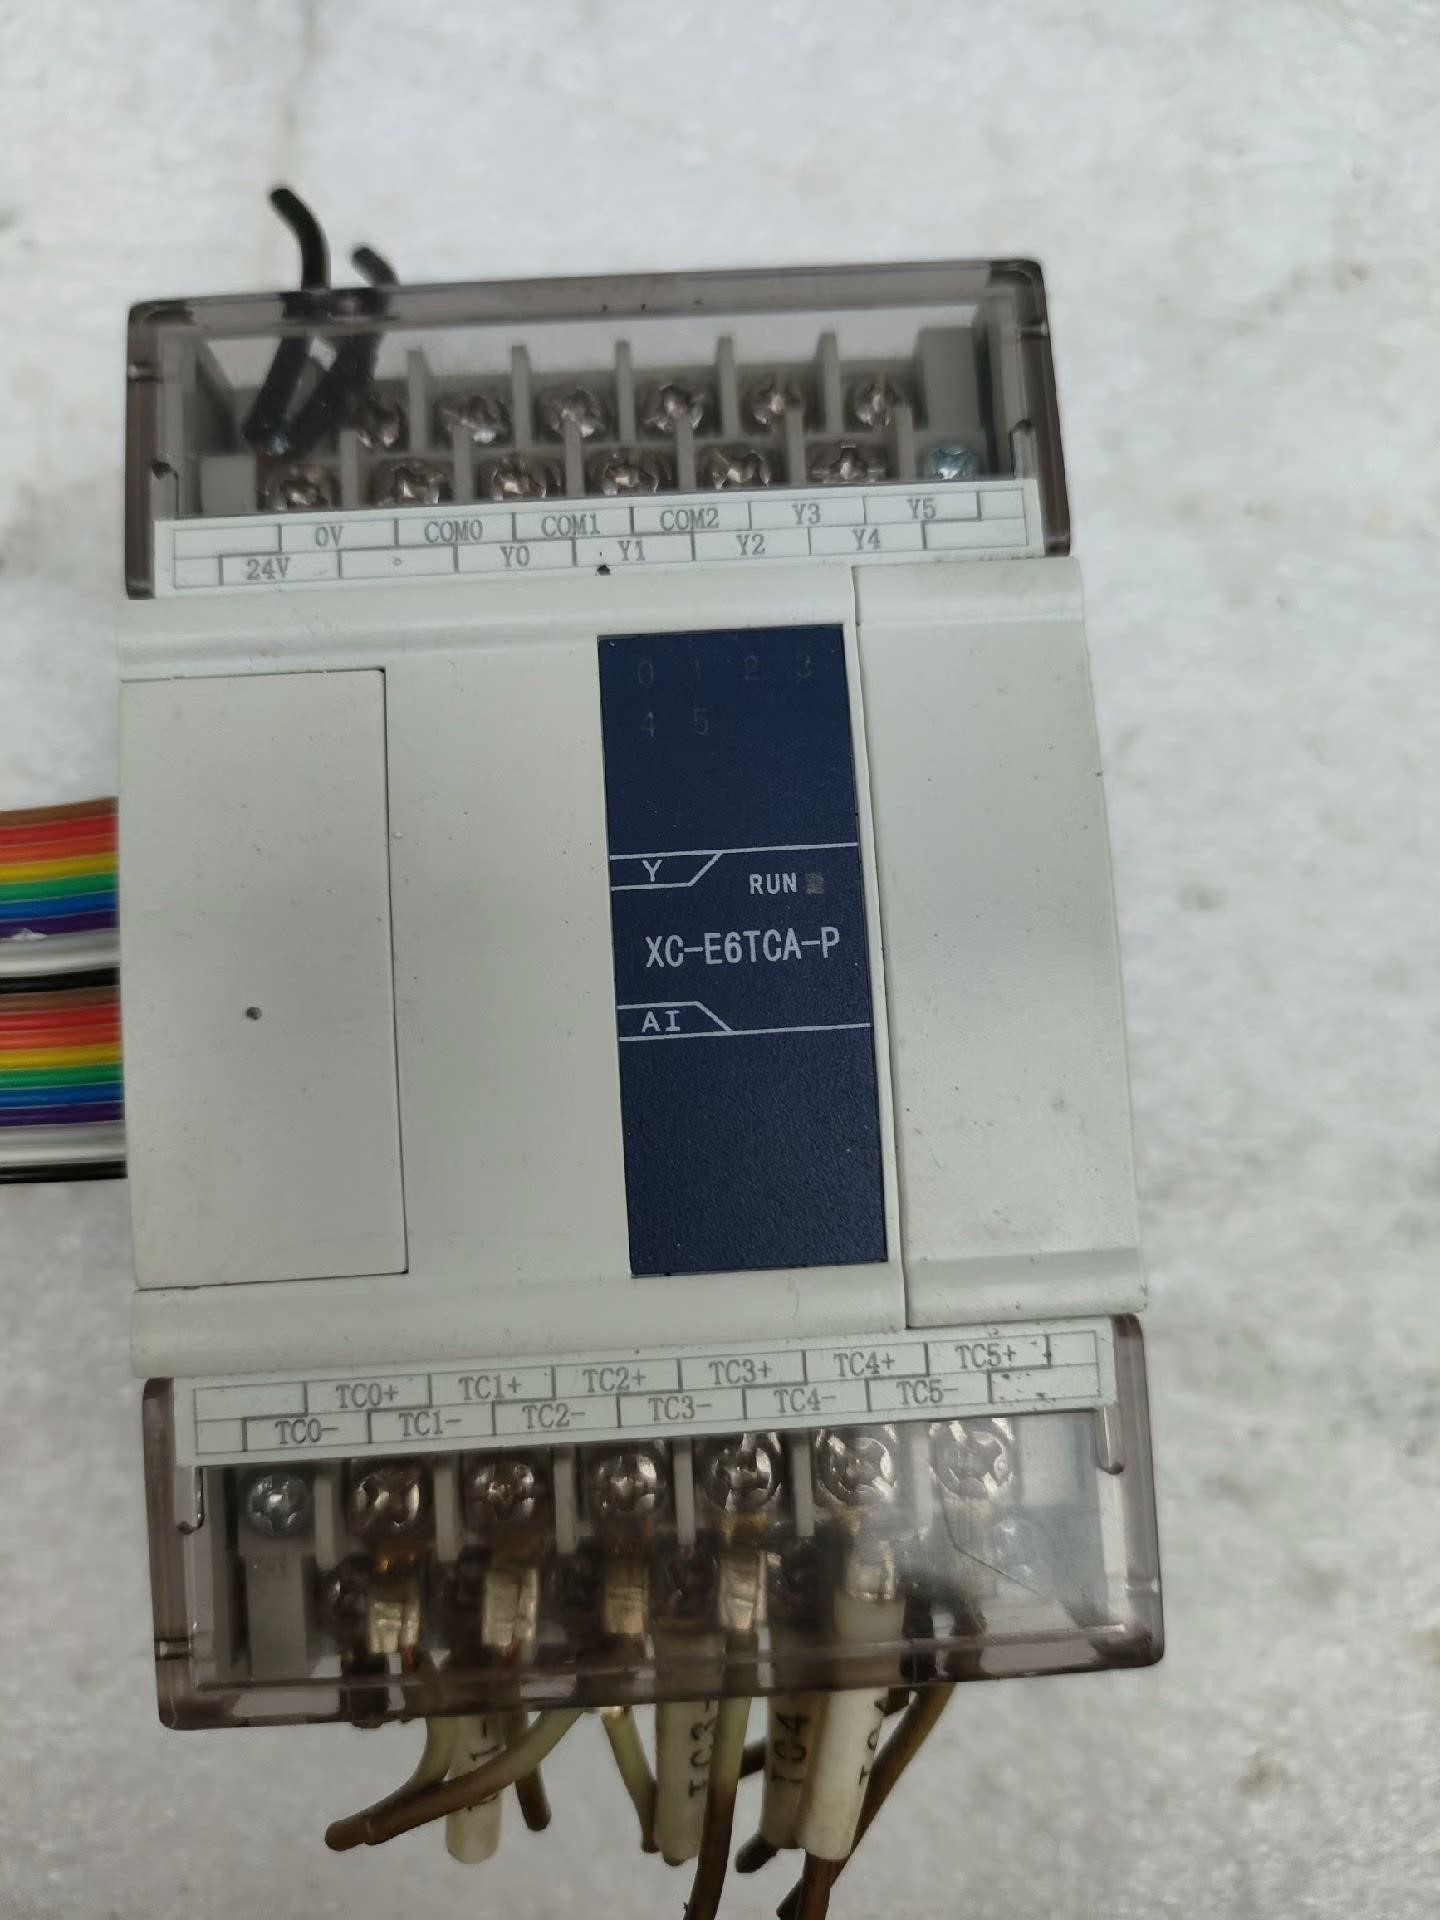 0V COM0 COM1 COM2 Y3 Y5
24V ∘ Y0 Y1 Y2 Y4
0 1 2 3
4 5
Y
RUN
XC-E6TCA-P
AI
TC0+ TC1+ TC2+ TC3+ TC4+ TC5+
TC0- TC1- TC2- TC3- TC4- TC5-
TC3-
TC4